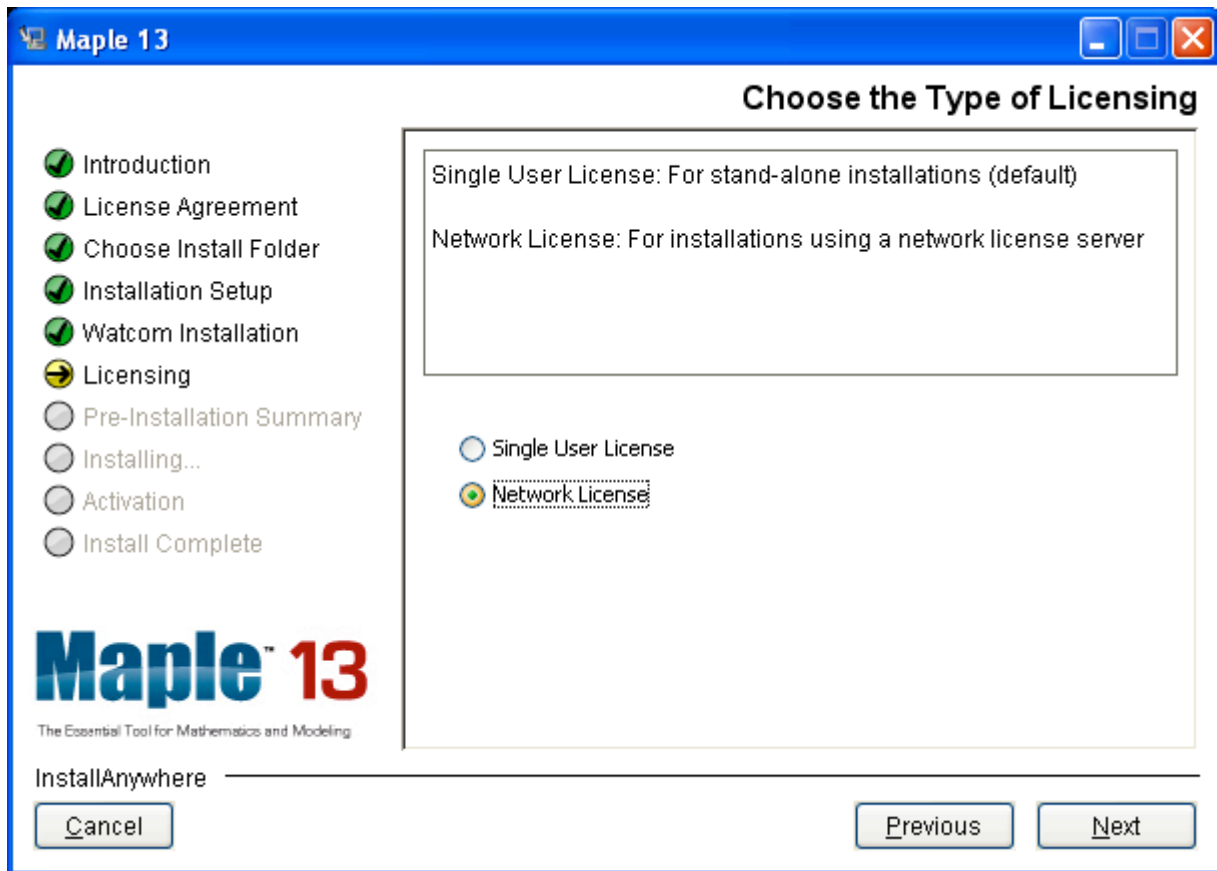 Maple 13
Choose the Type of Licensing
Introduction
License Agreement
Choose Install Folder
Installation Setup
Watcom Installation
Licensing
Pre-Installation Summary
Installing...
Activation
Install Complete
Single User License: For stand-alone installations (default)
Network License: For installations using a network license server
Single User License
Network License
Maple™ 13
The Essential Tool for Mathematics and Modeling
InstallAnywhere
Cancel
Previous
Next